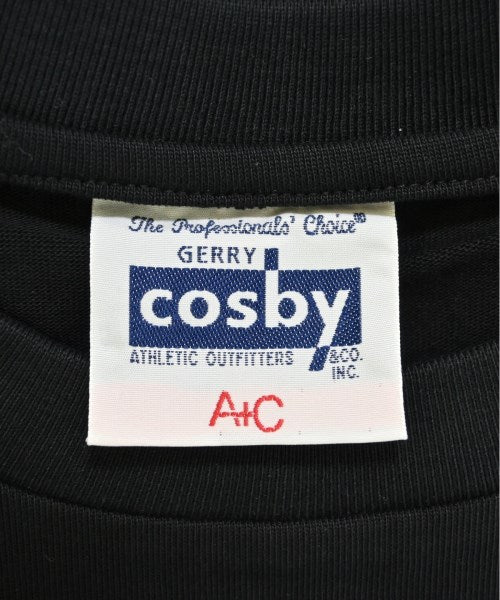 The Professionals' Choice®
GERRY
cosby
ATHLETIC OUTFITTERS &CO.
INC.
A+C